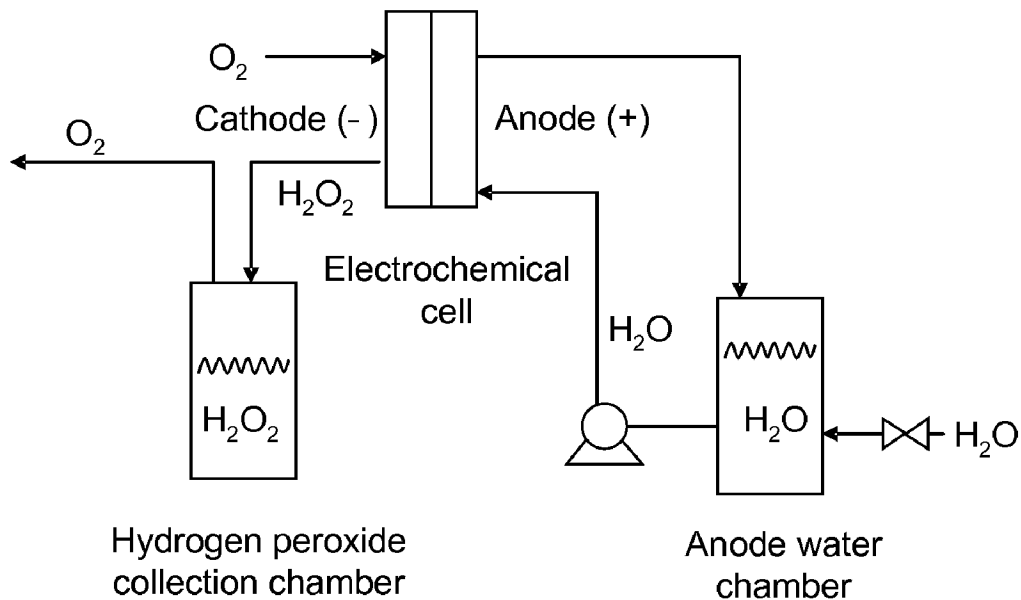 O₂
Cathode (-)
Anode (+)
O₂
H₂O₂
Electrochemical
cell
H₂O
H₂O₂
H₂O
H₂O
Hydrogen peroxide
collection chamber
Anode water
chamber